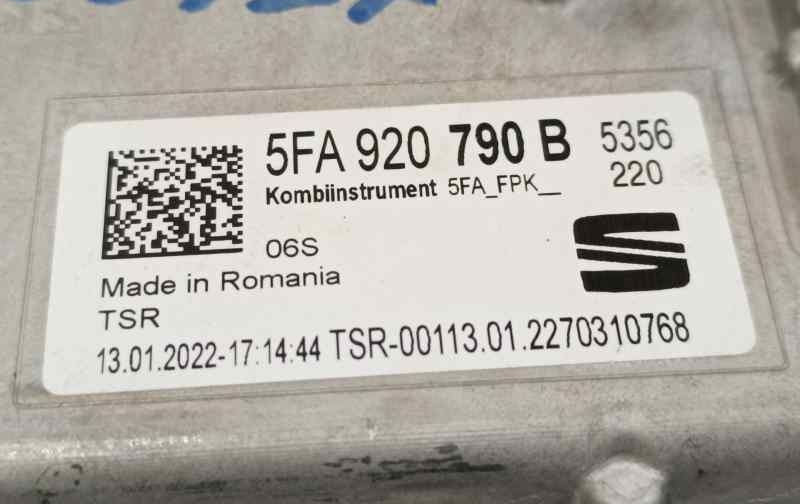 5FA 920 790 B 5356
Kombiinstrument 5FA_FPK__ 220
06S
Made in Romania
TSR
13.01.2022-17:14:44 TSR-00113.01.2270310768